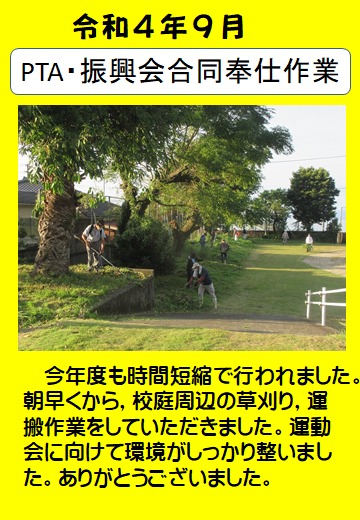 令和４年９月
PTA・振興会合同奉仕作業
今年度も時間短縮で行われました。
朝早くから，校庭周辺の草刈り，運
搬作業をしていただきました。運動
会に向けて環境がしっかり整いまし
た。ありがとうございました。